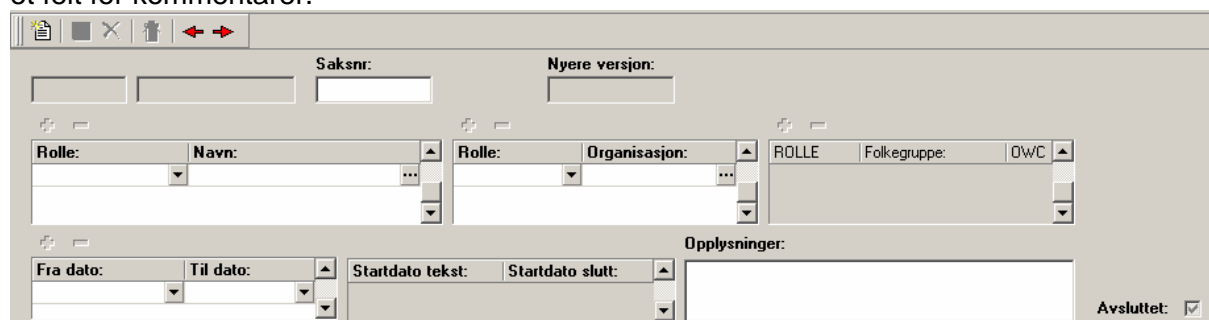 et felt for kommentarer.
Saksnr: Nyere versjon:
Rolle: Navn: Rolle: Organisasjon: ROLLE Folkegruppe: OWC
Opplysninger:
Fra dato: Til dato: Startdato tekst: Startdato slutt:
Avsluttet: